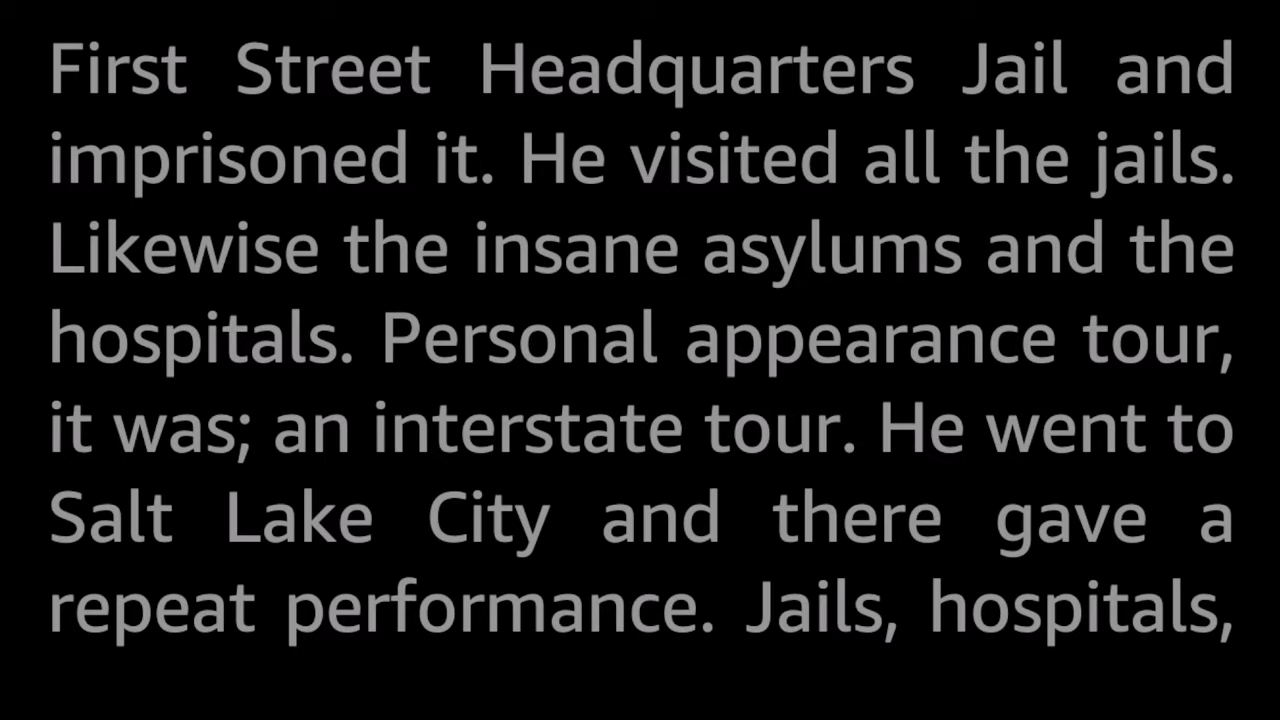 First Street Headquarters Jail and
imprisoned it. He visited all the jails.
Likewise the insane asylums and the
hospitals. Personal appearance tour,
it was; an interstate tour. He went to
Salt Lake City and there gave a
repeat performance. Jails, hospitals,